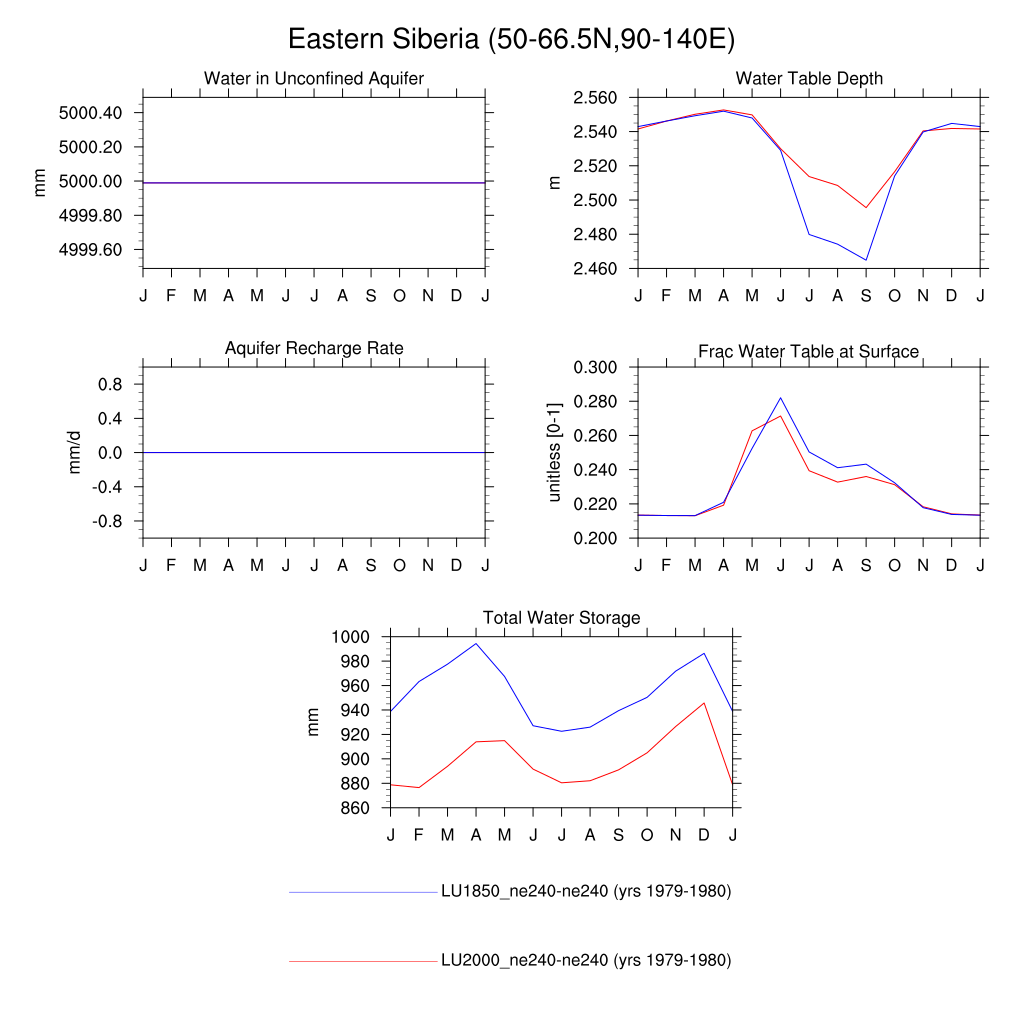 Eastern Siberia (50-66.5N,90-140E)
Water in Unconfined Aquifer
5000.40
5000.20
5000.00
4999.80
4999.60
mm
J F M A M J J A S O N D J
Water Table Depth
2.560
2.540
2.520
2.500
2.480
2.460
m
J F M A M J J A S O N D J
Aquifer Recharge Rate
0.8
0.4
0.0
-0.4
-0.8
mm/d
J F M A M J J A S O N D J
Frac Water Table at Surface
0.300
0.280
0.260
0.240
0.220
0.200
unitless [0-1]
J F M A M J J A S O N D J
Total Water Storage
1000
980
960
940
920
900
880
860
mm
J F M A M J J A S O N D J
LU1850_ne240-ne240 (yrs 1979-1980)
LU2000_ne240-ne240 (yrs 1979-1980)